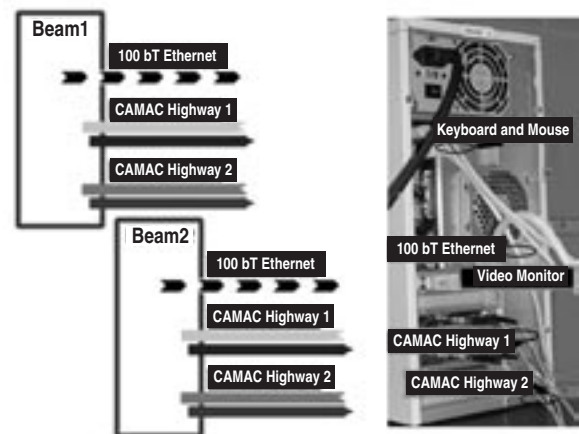 Beam1
100 bT Ethernet
CAMAC Highway 1
CAMAC Highway 2
Beam2
100 bT Ethernet
CAMAC Highway 1
CAMAC Highway 2
Keyboard and Mouse
100 bT Ethernet
Video Monitor
CAMAC Highway 1
CAMAC Highway 2